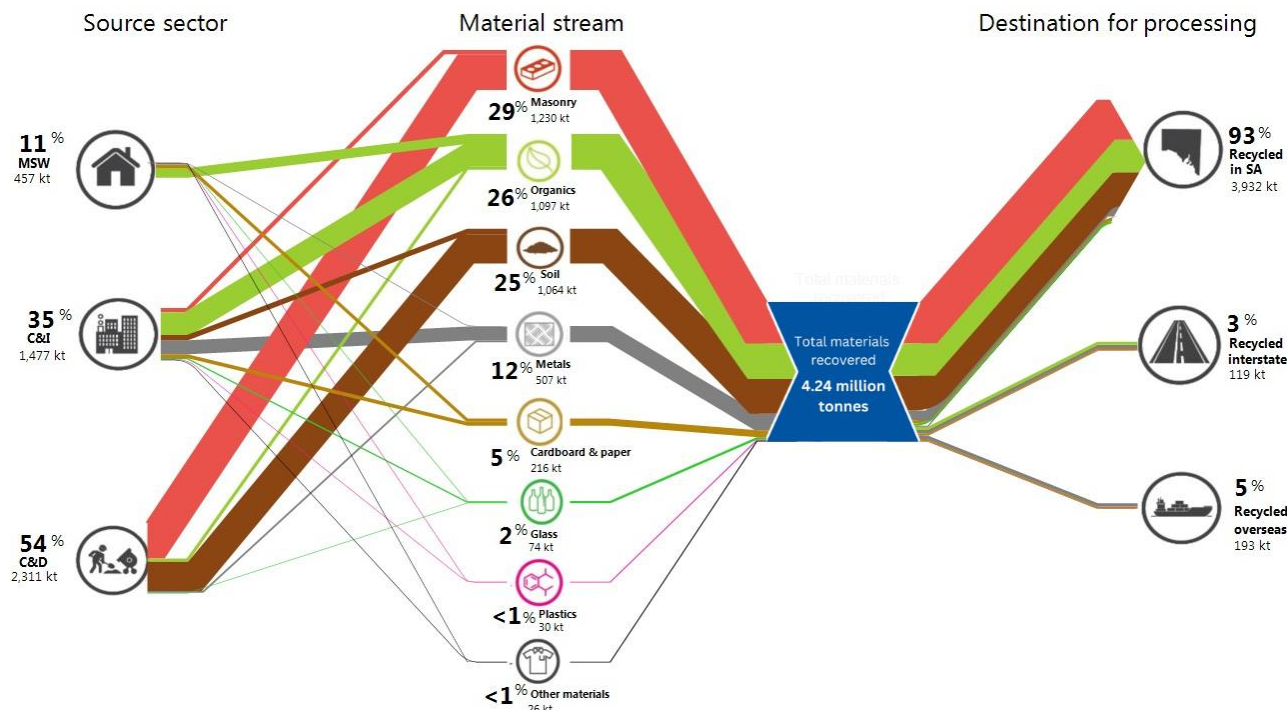 Source sector
Material stream
Destination for processing
11 %
MSW
457 kt
35 %
C&I
1,477 kt
54 %
C&D
2,311 kt
29% Masonry
1,230 kt
26% Organics
1,097 kt
25% Soil
1,064 kt
12% Metals
507 kt
5 % Cardboard & paper
216 kt
2% Glass
74 kt
<1% Plastics
30 kt
<1% Other materials
26 kt
Total materials
Total materials
recovered
4.24 million
tonnes
93 %
Recycled
in SA
3,932 kt
3 %
Recycled
interstate
119 kt
5 %
Recycled
overseas
193 kt